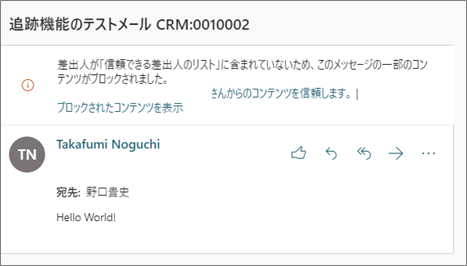 追跡機能のテストメール CRM:0010002
差出人が「信頼できる差出人のリスト」に含まれていないため、このメッセージの一部のコン
テンツがブロックされました。
さんからのコンテンツを信頼します。 |
ブロックされたコンテンツを表示
TN
Takafumi Noguchi
宛先: 野口貴史
Hello World!